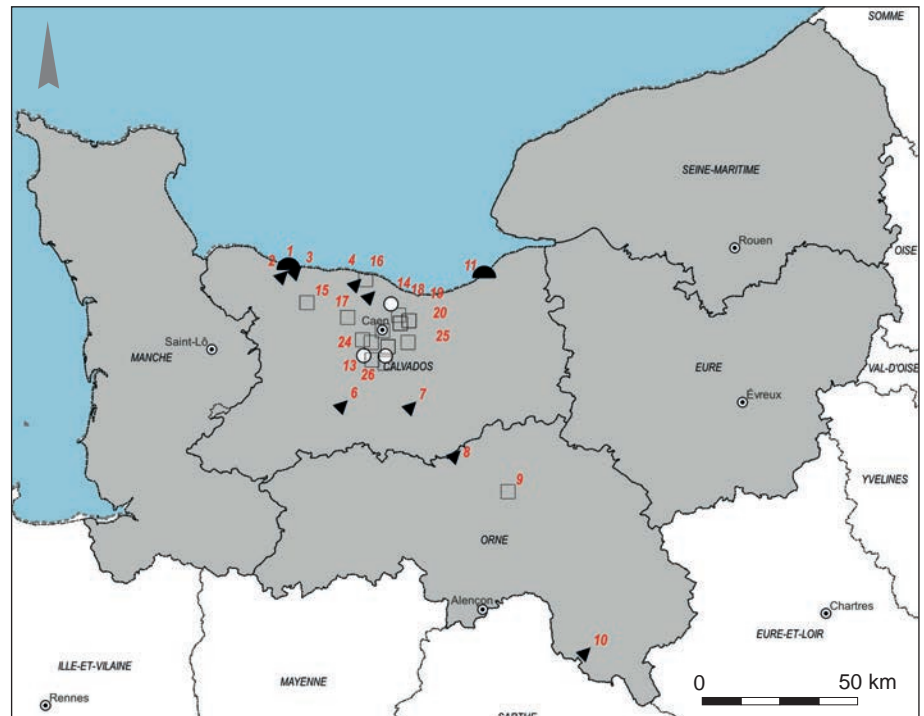 SOMME
SEINE-MARITIME
Rouen
OISE
1
2
3
4
16
11
14
18
19
15
17
20
Caen
24
25
Saint-Lô
MANCHE
13
26
CALVADOS
EURE
VAL-D'OISE
6
7
Évreux
8
9
YVELINES
ORNE
Alençon
Chartres
10
EURE-ET-LOIR
ILLE-ET-VILAINE
MAYENNE
Rennes
0 50 km
SARTHE